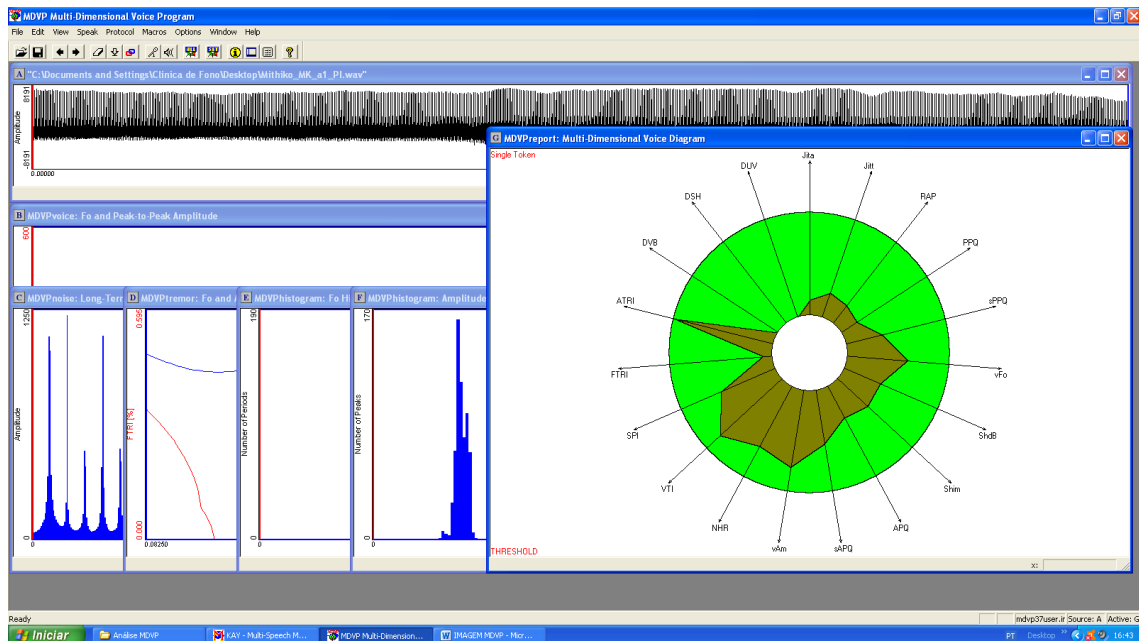 MDVP Multi-Dimensional Voice Program
File Edit View Speak Protocol Macros Options Window Help
A "C:\Documents and Settings\Clinica de Fono\Desktop\Mithiko_MK_a1_PI.wav"
8191
Amplitude
-8191
0.00000
B MDVPvoice: Fo and Peak-to-Peak Amplitude
600
C MDVPnoise: Long-Terr
1250
Amplitude
0
0
D MDVPtremor: Fo and A
0.595
FTRI [%]
0.000
0.08250
E MDVPhistogram: Fo Hi
190
Number of Periods
0
0
F MDVPhistogram: Amplitude
170
Number of Peaks
0
0
G MDVPreport: Multi-Dimensional Voice Diagram
Single Token
Jita
Jitt
RAP
PPQ
sPPQ
vFo
ShdB
Shim
APQ
sAPQ
vAm
NHR
VTI
SPI
FTRI
ATRI
DVB
DSH
DUV
THRESHOLD
x:
Ready
mdvp37user.ir Source: A Active: G
Iniciar Análise MDVP KAY - Multi-Speech M... MDVP Multi-Dimension... IMAGEM MDVP - Micr... PT Desktop 16:43